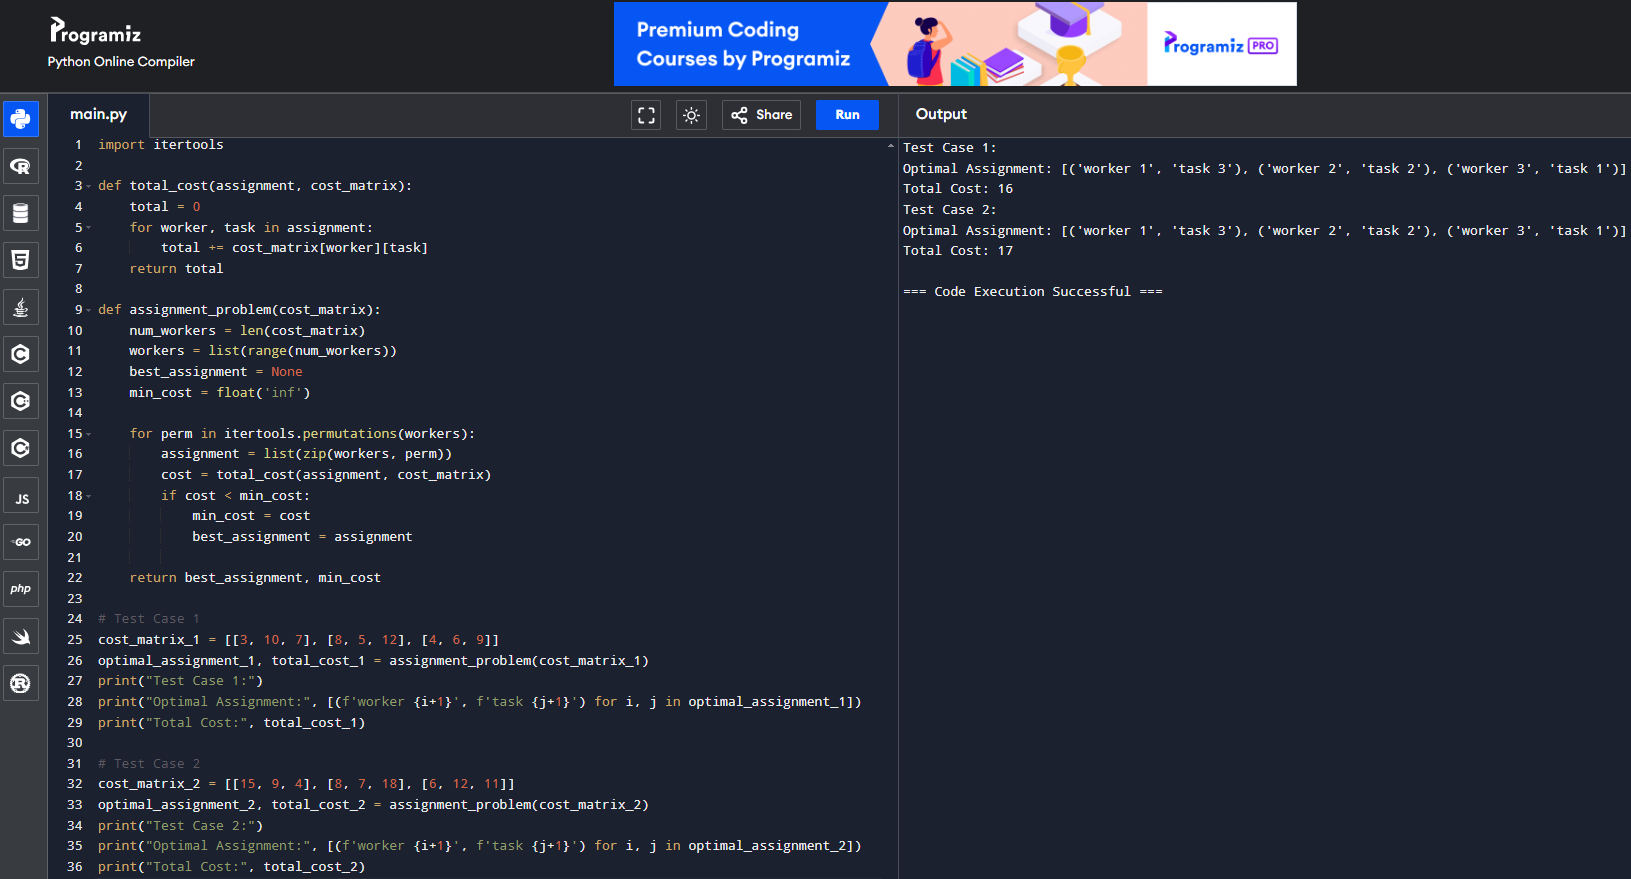 Programiz
Python Online Compiler
Premium Coding
Courses by Programiz
Programiz PRO
main.py
Share
Run
Output
1 import itertools
2
3 def total_cost(assignment, cost_matrix):
4     total = 0
5     for worker, task in assignment:
6         total += cost_matrix[worker][task]
7     return total
8
9 def assignment_problem(cost_matrix):
10     num_workers = len(cost_matrix)
11     workers = list(range(num_workers))
12     best_assignment = None
13     min_cost = float('inf')
14
15     for perm in itertools.permutations(workers):
16         assignment = list(zip(workers, perm))
17         cost = total_cost(assignment, cost_matrix)
18         if cost < min_cost:
19             min_cost = cost
20             best_assignment = assignment
21
22     return best_assignment, min_cost
23
24 # Test Case 1
25 cost_matrix_1 = [[3, 10, 7], [8, 5, 12], [4, 6, 9]]
26 optimal_assignment_1, total_cost_1 = assignment_problem(cost_matrix_1)
27 print("Test Case 1:")
28 print("Optimal Assignment:", [(f'worker {i+1}', f'task {j+1}') for i, j in optimal_assignment_1])
29 print("Total Cost:", total_cost_1)
30
31 # Test Case 2
32 cost_matrix_2 = [[15, 9, 4], [8, 7, 18], [6, 12, 11]]
33 optimal_assignment_2, total_cost_2 = assignment_problem(cost_matrix_2)
34 print("Test Case 2:")
35 print("Optimal Assignment:", [(f'worker {i+1}', f'task {j+1}') for i, j in optimal_assignment_2])
36 print("Total Cost:", total_cost_2)
Test Case 1:
Optimal Assignment: [('worker 1', 'task 3'), ('worker 2', 'task 2'), ('worker 3', 'task 1')]
Total Cost: 16
Test Case 2:
Optimal Assignment: [('worker 1', 'task 3'), ('worker 2', 'task 2'), ('worker 3', 'task 1')]
Total Cost: 17
=== Code Execution Successful ===
R
5
C
C
C
JS
GO
php
R